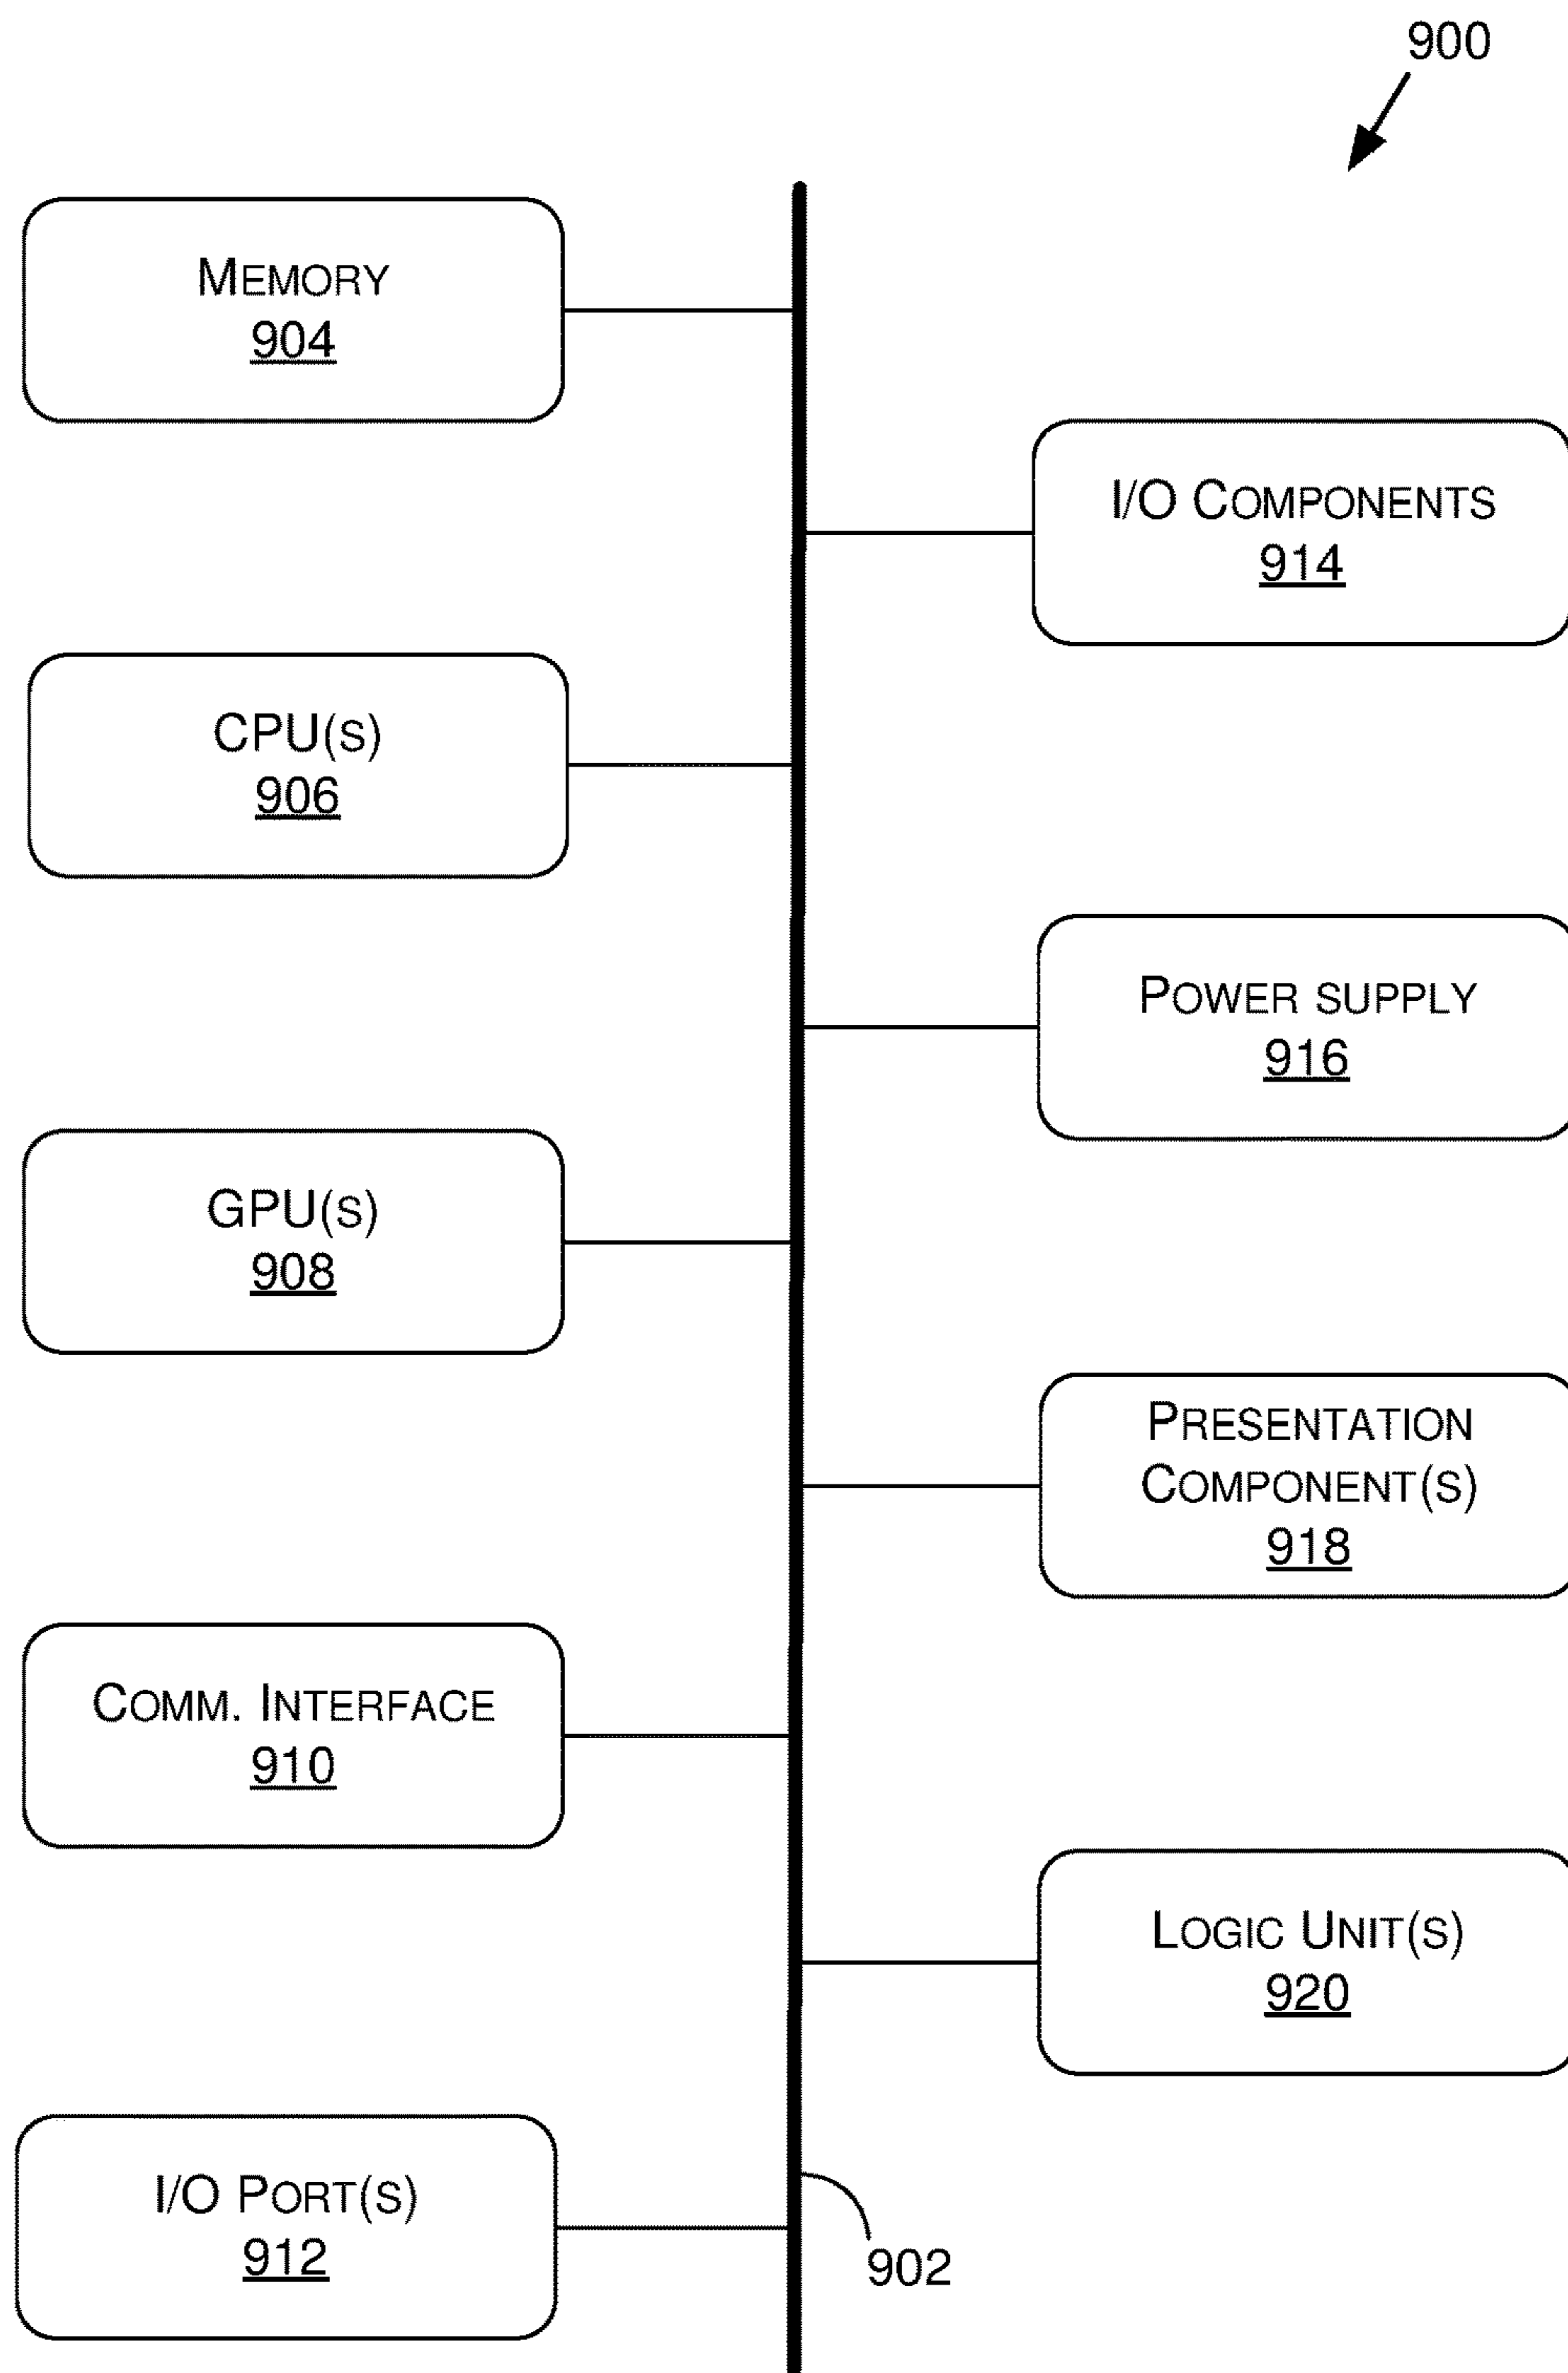 900
MEMORY
904
I/O COMPONENTS
914
CPU(S)
906
POWER SUPPLY
916
GPU(S)
908
PRESENTATION
COMPONENT(S)
918
COMM. INTERFACE
910
LOGIC UNIT(S)
920
I/O PORT(S)
912
902